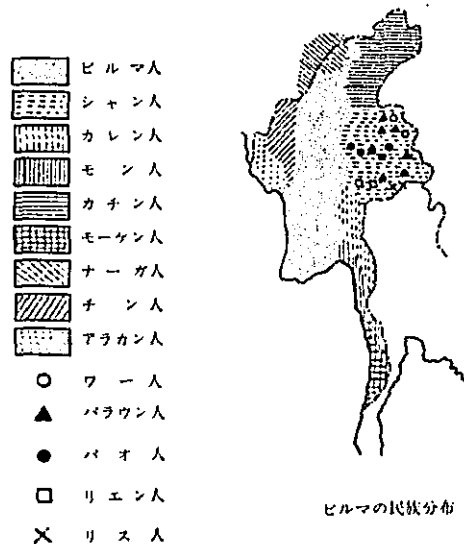 ビルマ人
シャン人
カレン人
モン人
カチン人
モーケン人
ナーガ人
チン人
アラカン人
ワー人
パラウン人
パオ人
リエン人
リス人
ビルマの民族分布